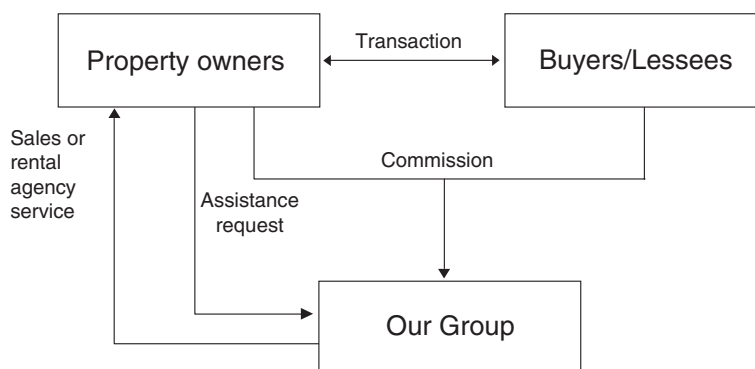 Transaction
Property owners
Buyers/Lessees
Sales or
rental
agency
service
Commission
Assistance
request
Our Group